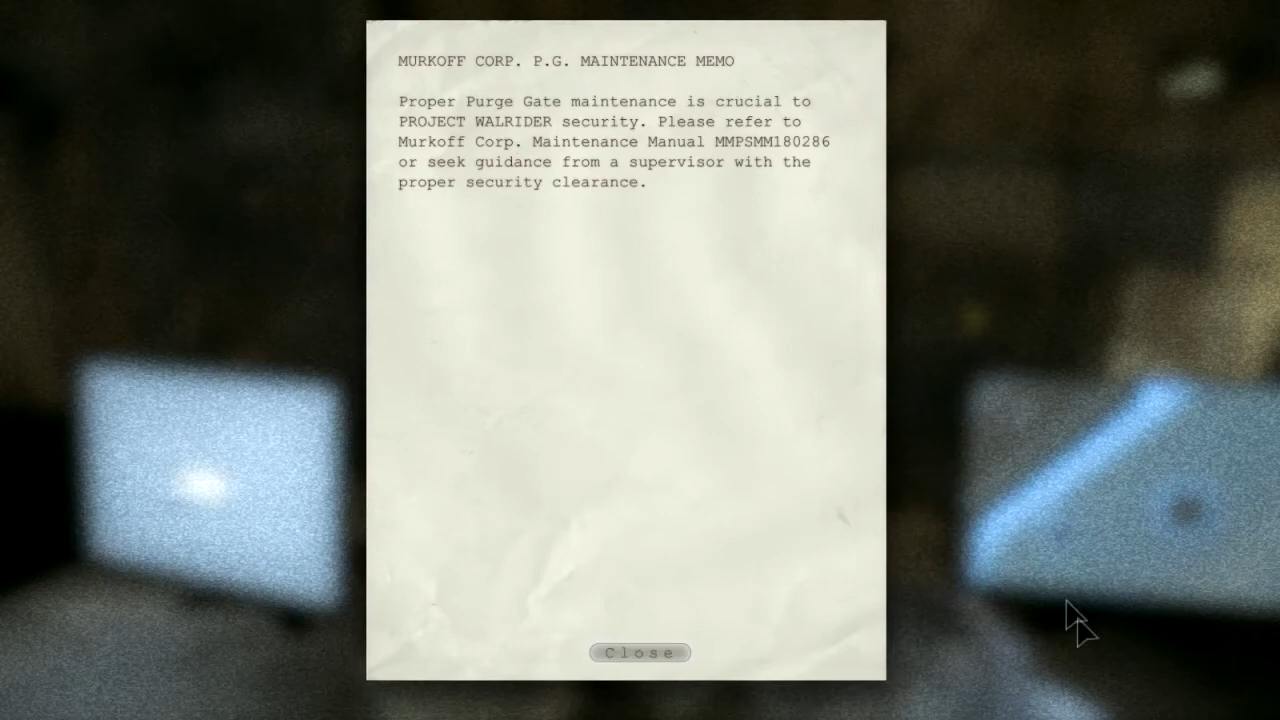 MURKOFF CORP. P.G. MAINTENANCE MEMO
Proper Purge Gate maintenance is crucial to
PROJECT WALRIDER security. Please refer to
Murkoff Corp. Maintenance Manual MMPSMM180286
or seek guidance from a supervisor with the
proper security clearance.
Close